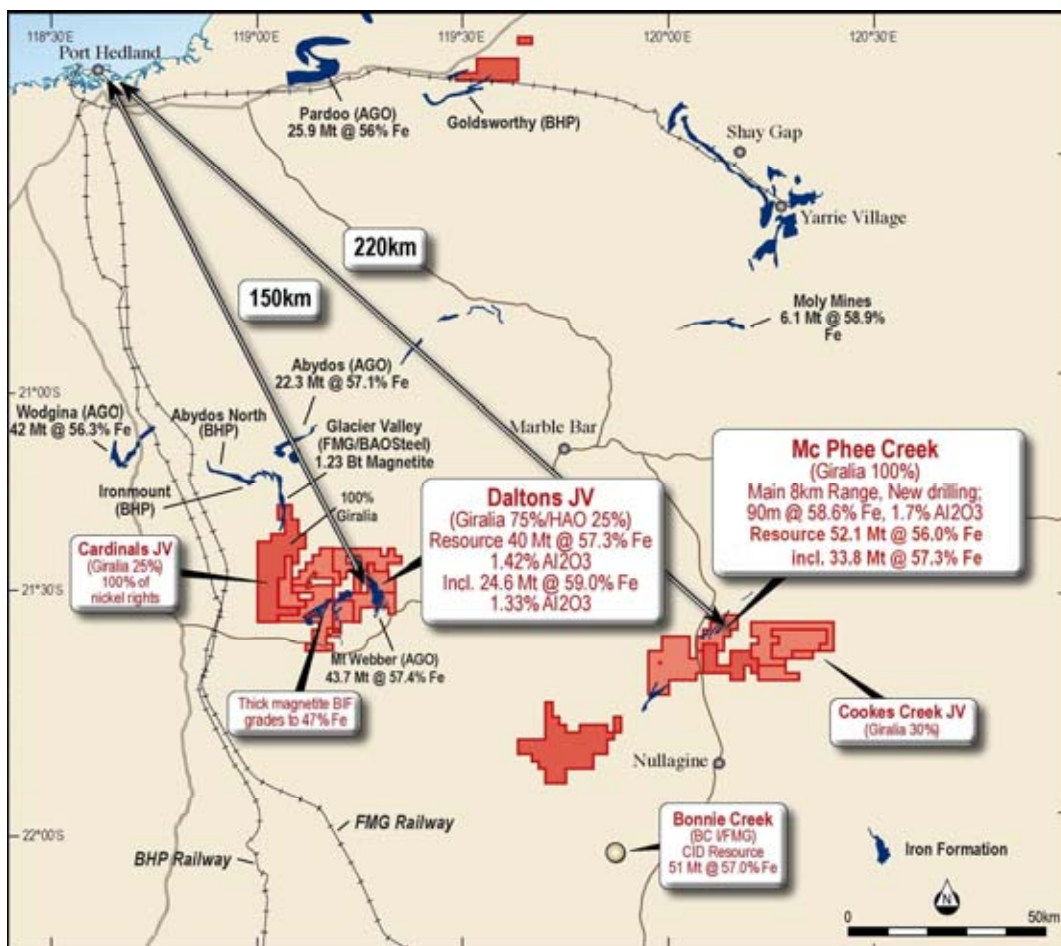 118°30'E
119°00'E
119°30'E
120°00'E
120°30'E
Port Hedland
Pardoo (AGO)
25.9 Mt @ 56% Fe
Goldsworthy (BHP)
Shay Gap
Yarrie Village
220km
150km
Moly Mines
6.1 Mt @ 58.9%
Fe
Abydos (AGO)
22.3 Mt @ 57.1% Fe
21°00'S
Wodgina (AGO)
42 Mt @ 56.3% Fe
Abydos North
(BHP)
Glacier Valley
(FMG/BAOSteel)
1.23 Bt Magnetite
Marble Bar
Ironmount
(BHP)
100%
Giralia
Mc Phee Creek
(Giralia 100%)
Main 8km Range, New drilling;
90m @ 58.6% Fe, 1.7% Al2O3
Resource 52.1 Mt @ 56.0% Fe
incl. 33.8 Mt @ 57.3% Fe
Daltons JV
(Giralia 75%/HAO 25%)
Resource 40 Mt @ 57.3% Fe
1.42% Al2O3
Incl. 24.6 Mt @ 59.0% Fe
1.33% Al2O3
Cardinals JV
(Giralia 25%)
100% of
nickel rights
21°30'S
Mt Webber (AGO)
43.7 Mt @ 57.4% Fe
Thick magnetite BIF
grades to 47% Fe
Cookes Creek JV
(Giralia 30%)
Nullagine
22°00'S
FMG Railway
BHP Railway
Bonnie Creek
(BC I/FMG)
CID Resource
51 Mt @ 57.0% Fe
Iron Formation
N
0
50km